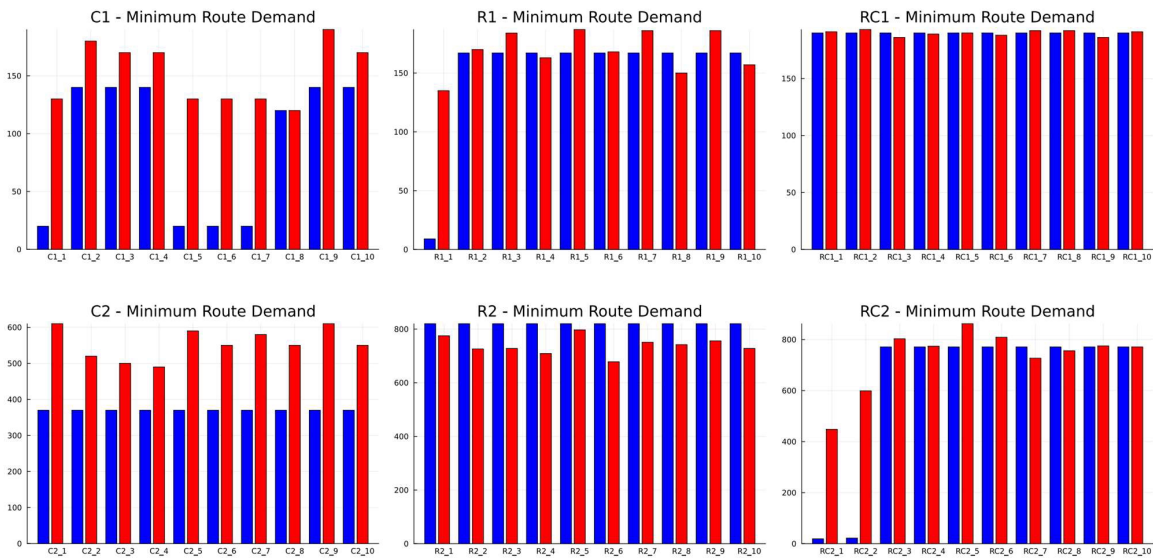 C1 - Minimum Route Demand
150
100
50
0
C1_1 C1_2 C1_3 C1_4 C1_5 C1_6 C1_7 C1_8 C1_9 C1_10
R1 - Minimum Route Demand
150
100
50
0
R1_1 R1_2 R1_3 R1_4 R1_5 R1_6 R1_7 R1_8 R1_9 R1_10
RC1 - Minimum Route Demand
150
100
50
0
RC1_1 RC1_2 RC1_3 RC1_4 RC1_5 RC1_6 RC1_7 RC1_8 RC1_9 RC1_10
C2 - Minimum Route Demand
600
500
400
300
200
100
0
C2_1 C2_2 C2_3 C2_4 C2_5 C2_6 C2_7 C2_8 C2_9 C2_10
R2 - Minimum Route Demand
800
600
400
200
0
R2_1 R2_2 R2_3 R2_4 R2_5 R2_6 R2_7 R2_8 R2_9 R2_10
RC2 - Minimum Route Demand
800
600
400
200
0
RC2_1 RC2_2 RC2_3 RC2_4 RC2_5 RC2_6 RC2_7 RC2_8 RC2_9 RC2_10